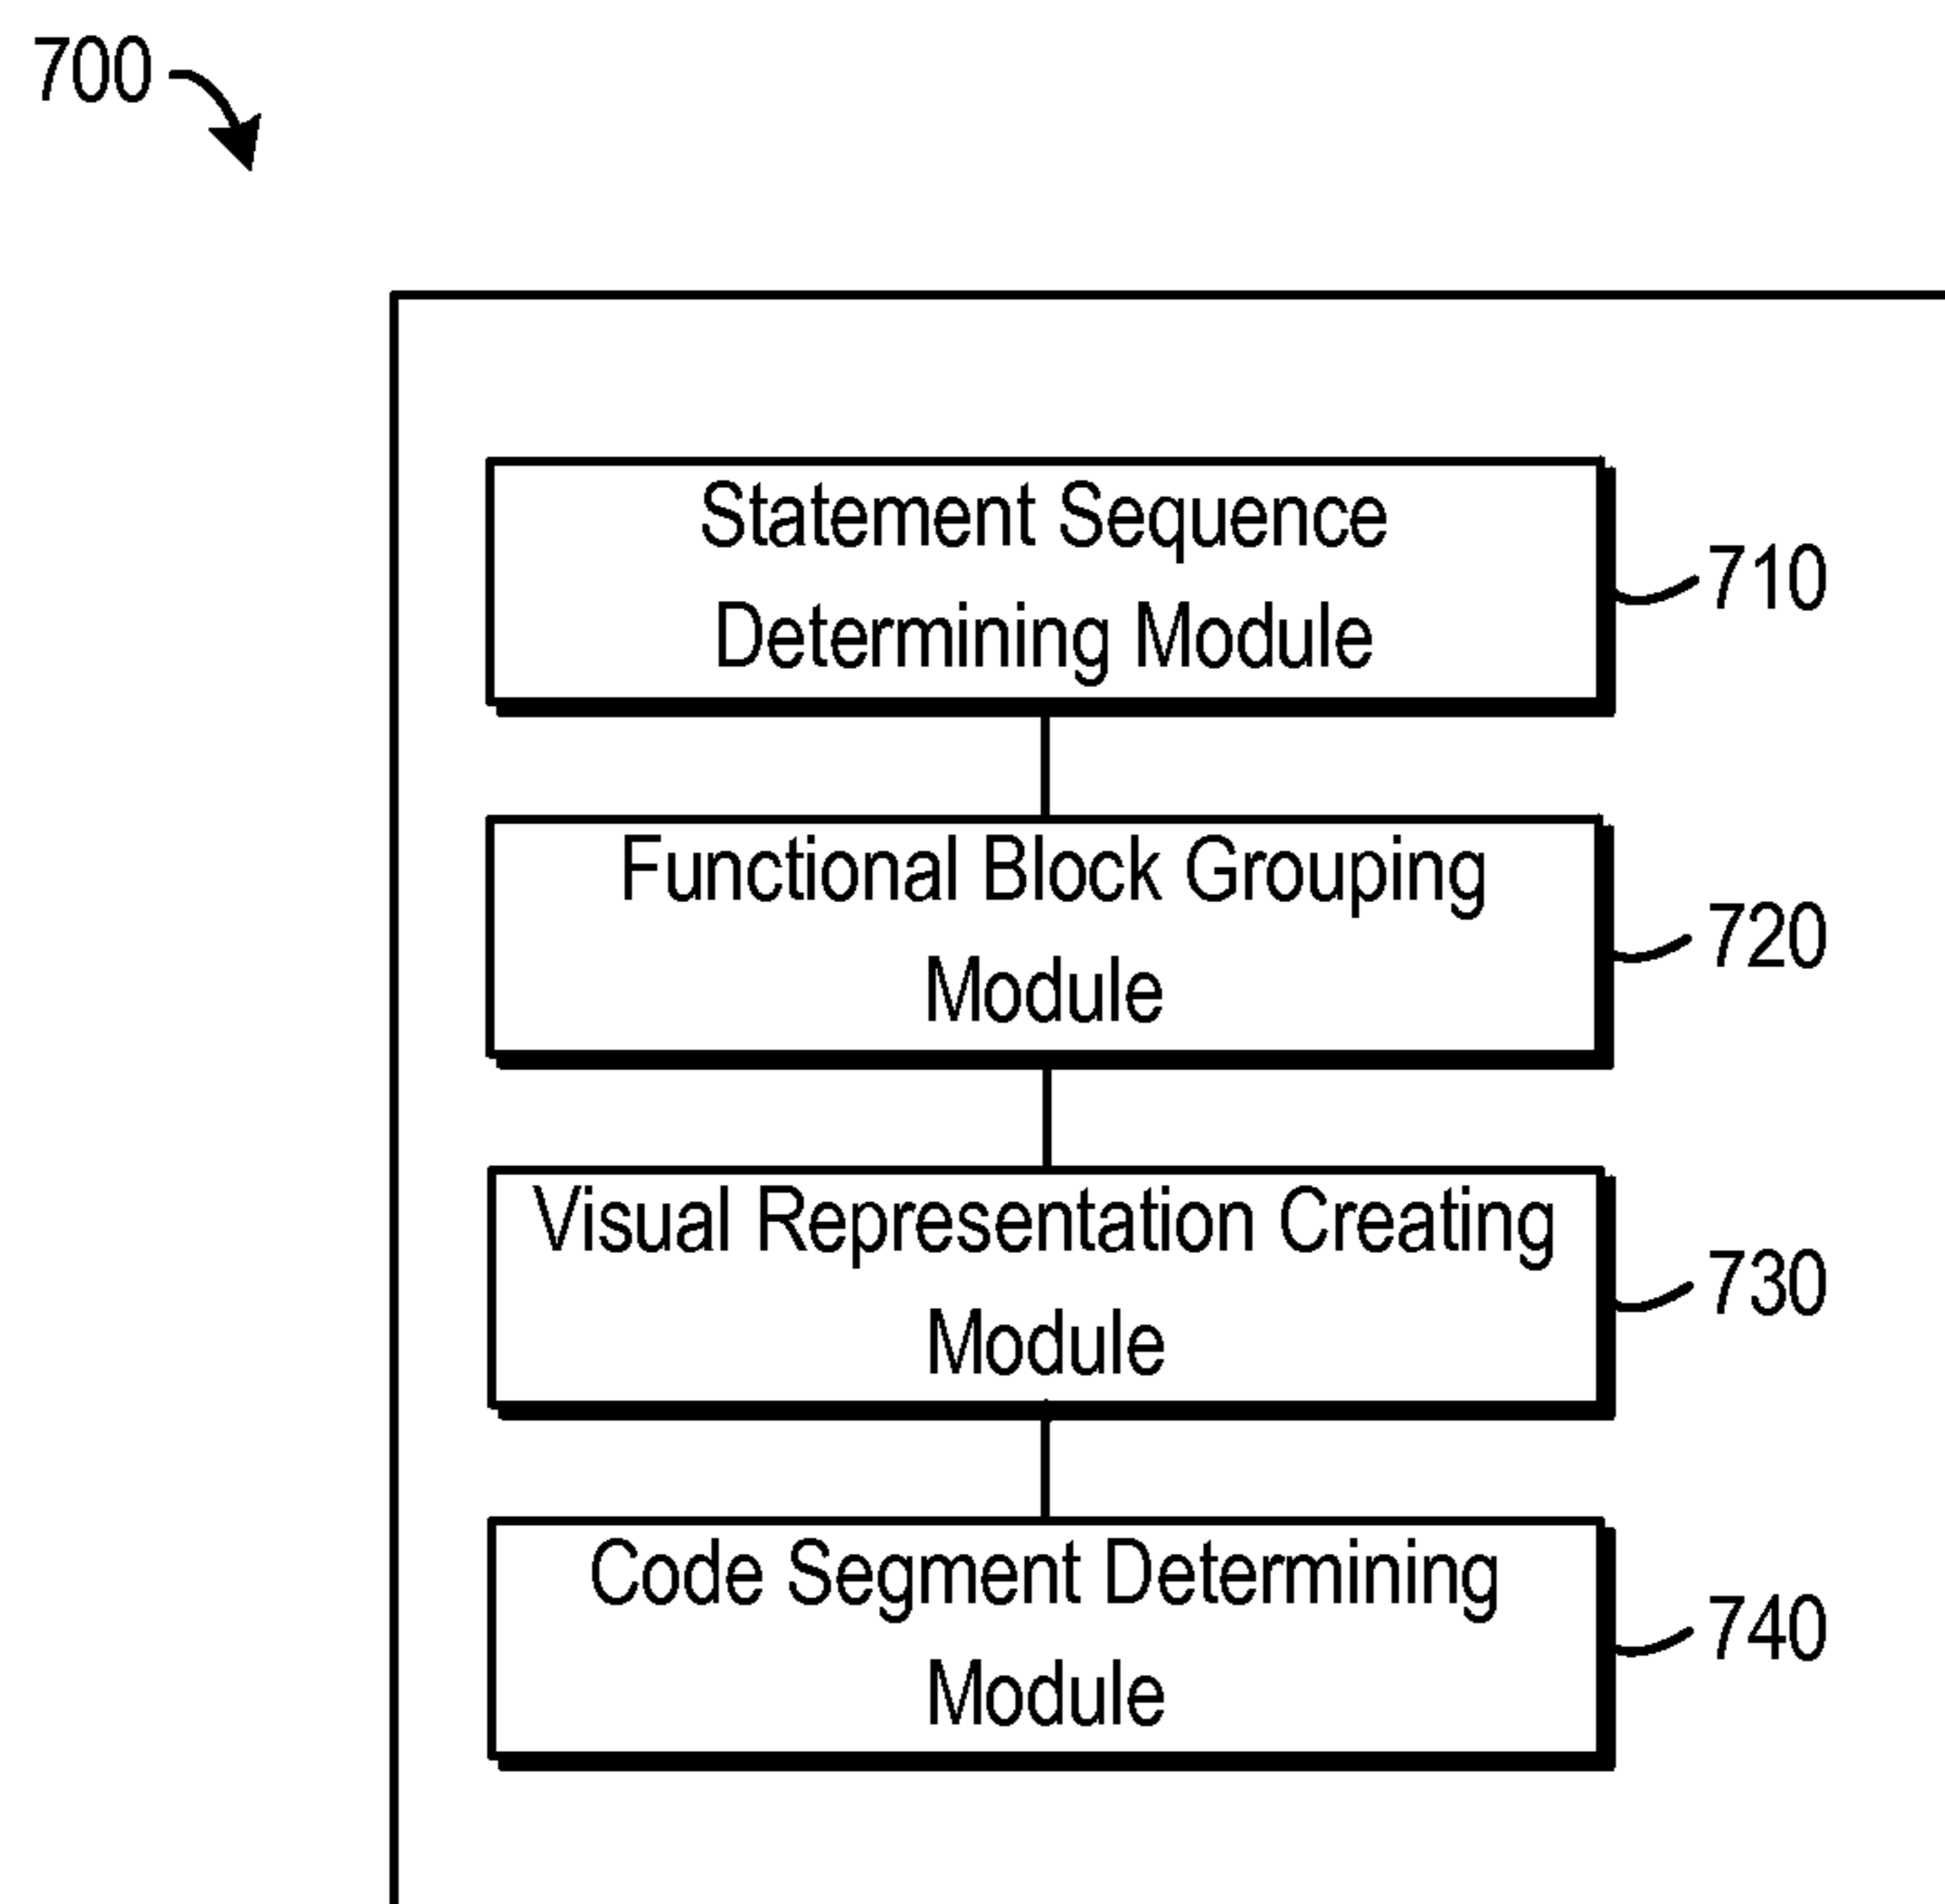 700
Statement Sequence
Determining Module
710
Functional Block Grouping
Module
720
Visual Representation Creating
Module
730
Code Segment Determining
Module
740